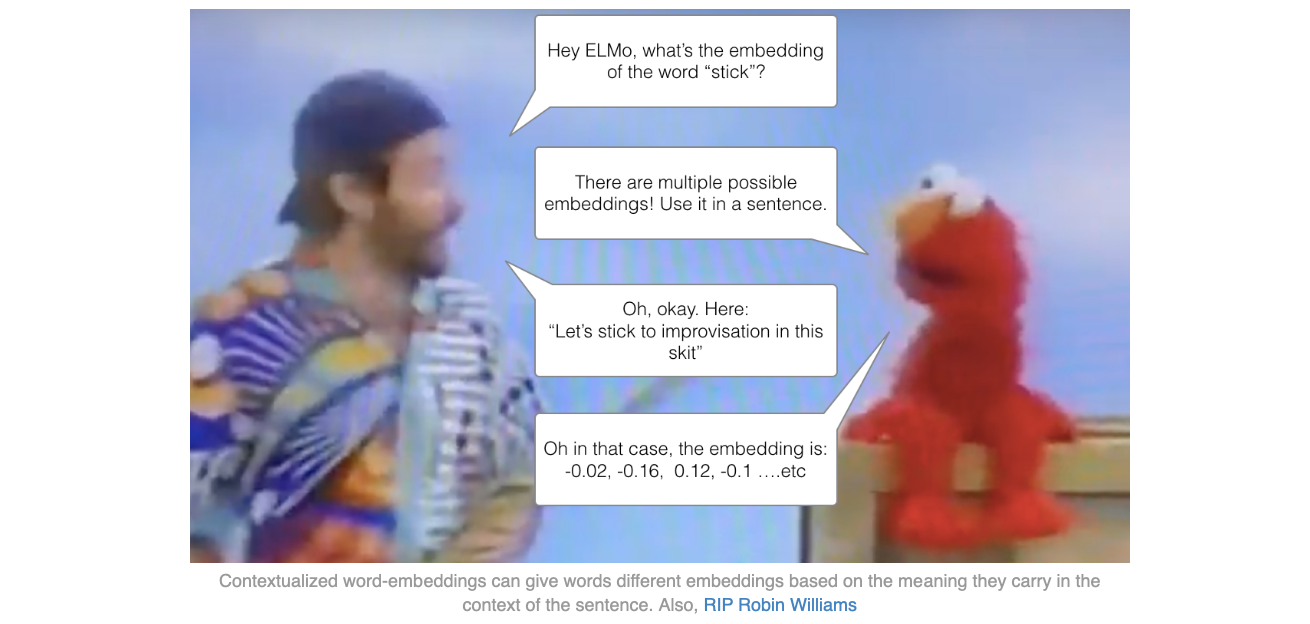 Hey ELMo, what's the embedding
of the word “stick”?
There are multiple possible
embeddings! Use it in a sentence.
Oh, okay. Here:
“Let's stick to improvisation in this
skit”
Oh in that case, the embedding is:
-0.02, -0.16, 0.12, -0.1 ....etc
Contextualized word-embeddings can give words different embeddings based on the meaning they carry in the
context of the sentence. Also, RIP Robin Williams